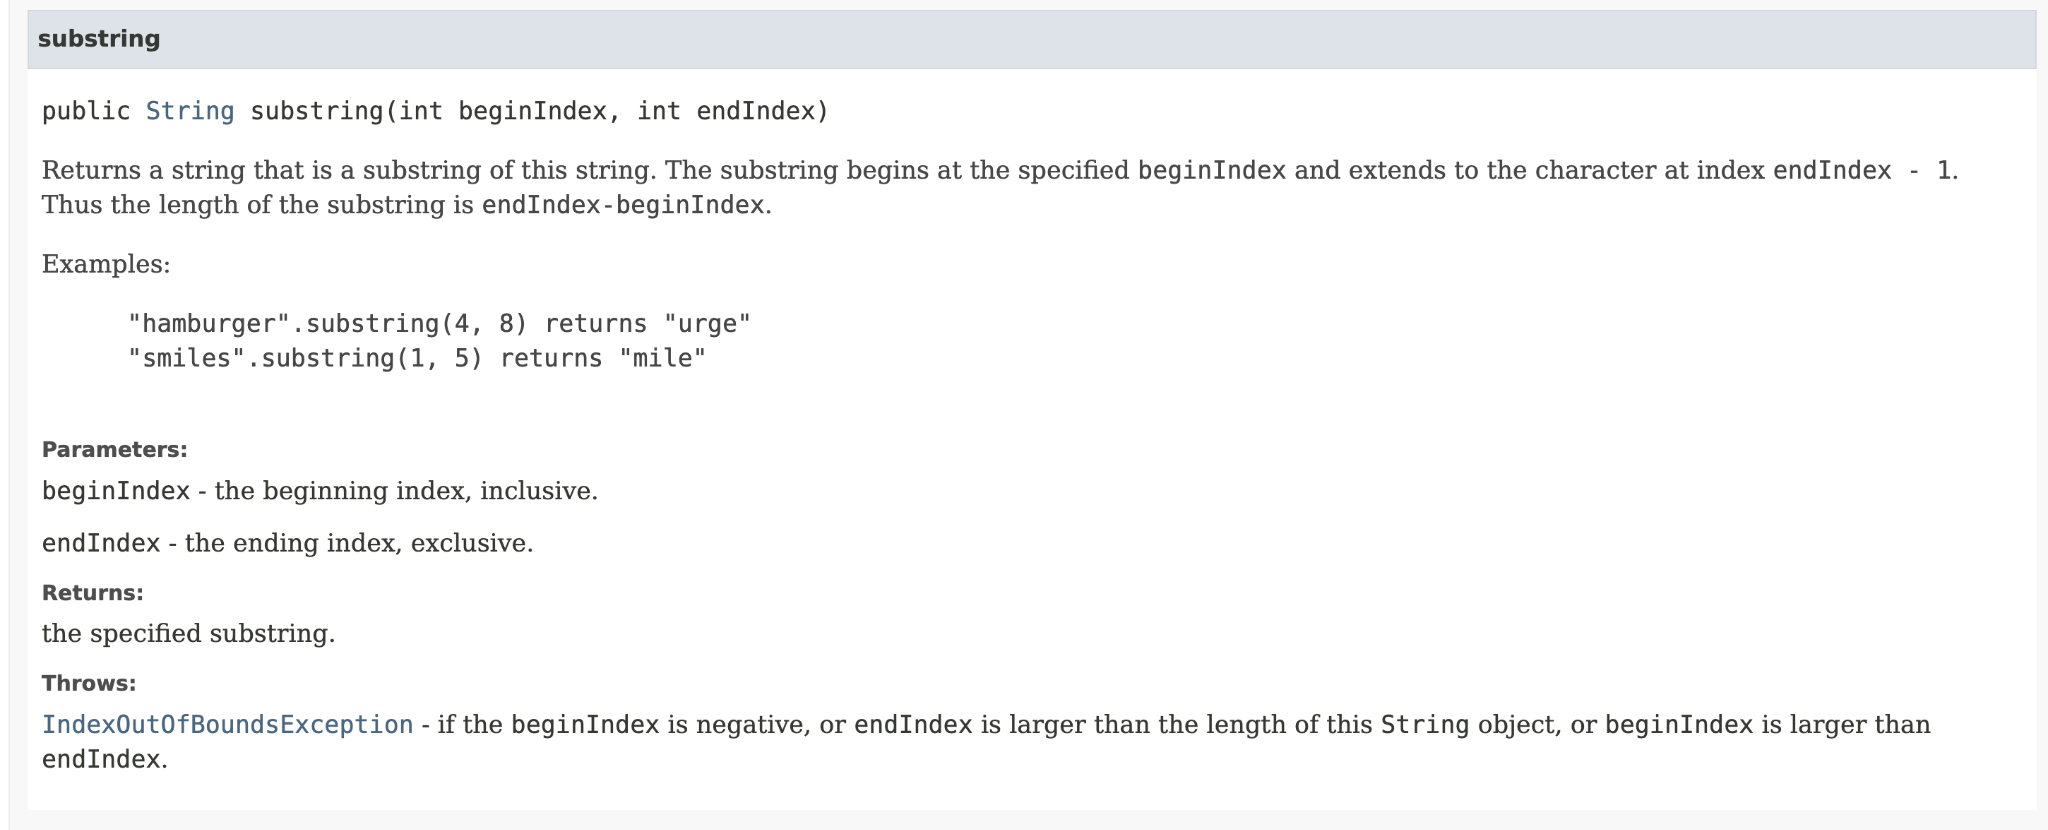 substring
public String substring(int beginIndex, int endIndex)
Returns a string that is a substring of this string. The substring begins at the specified beginIndex and extends to the character at index endIndex - 1.
Thus the length of the substring is endIndex-beginIndex.
Examples:
"hamburger".substring(4, 8) returns "urge"
"smiles".substring(1, 5) returns "mile"
Parameters:
beginIndex - the beginning index, inclusive.
endIndex - the ending index, exclusive.
Returns:
the specified substring.
Throws:
IndexOutOfBoundsException - if the beginIndex is negative, or endIndex is larger than the length of this String object, or beginIndex is larger than
endIndex.